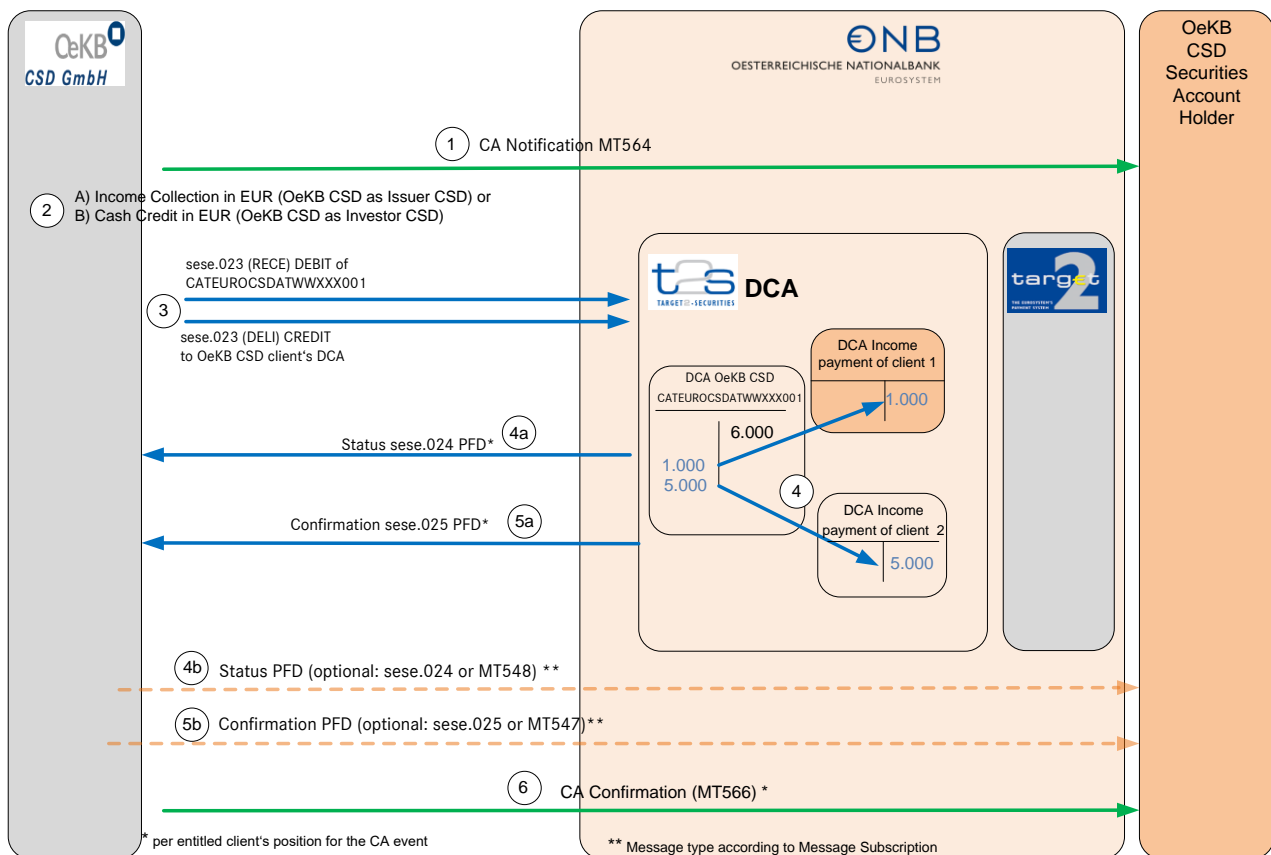 OeKB
CSD GmbH
ONB
OESTERREICHISCHE NATIONALBANK
EUROSYSTEM
OeKB
CSD
Securities
Account
Holder
1 CA Notification MT564
2
A) Income Collection in EUR (OeKB CSD as Issuer CSD) or
B) Cash Credit in EUR (OeKB CSD as Investor CSD)
sese.023 (RECE) DEBIT of
CATEUROCSDATWWXXX001
3
sese.023 (DELI) CREDIT
to OeKB CSD client's DCA
t2s
TARGET2-SECURITIES
DCA
target
2
THE EUROSYSTEM'S
PAYMENT SYSTEM
DCA Income
payment of client 1
1.000
DCA OeKB CSD
CATEUROCSDATWWXXX001
6.000
1.000
5.000
4
DCA Income
payment of client 2
5.000
Status sese.024 PFD* 4a
Confirmation sese.025 PFD* 5a
4b Status PFD (optional: sese.024 or MT548) **
5b Confirmation PFD (optional: sese.025 or MT547)**
6 CA Confirmation (MT566) *
* per entitled client's position for the CA event
** Message type according to Message Subscription